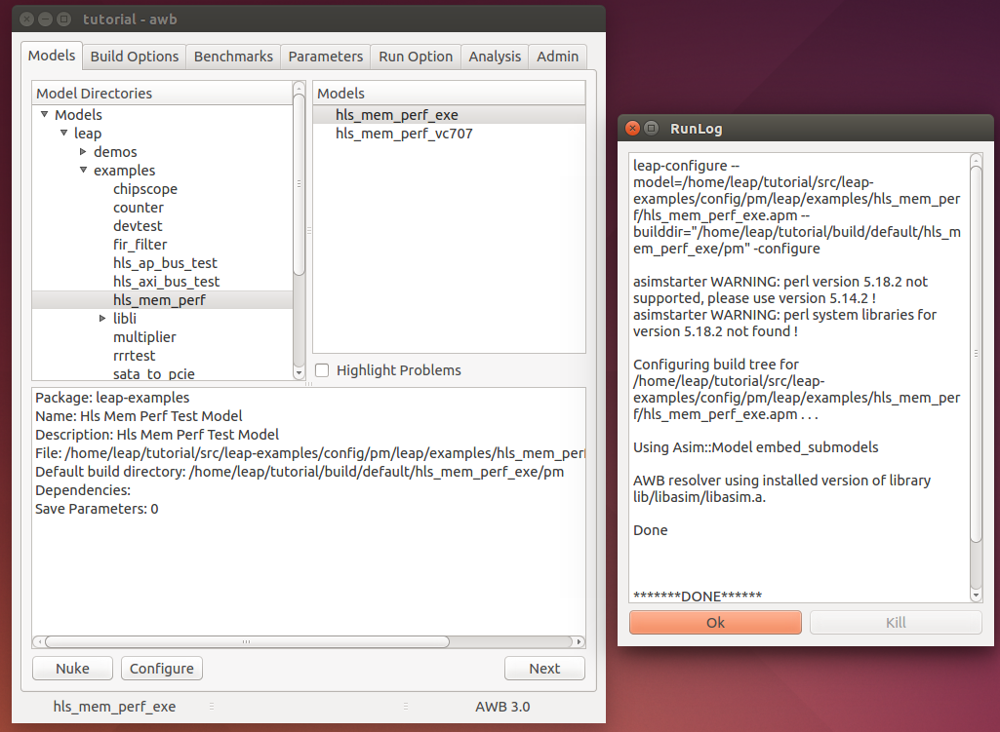 tutorial - awb
Models
Build Options
Benchmarks
Parameters
Run Option
Analysis
Admin
Model Directories
Models
leap
demos
examples
chipscope
counter
devtest
fir_filter
hls_ap_bus_test
hls_axi_bus_test
hls_mem_perf
libli
multiplier
rrrtest
sata_to_pcie
Models
hls_mem_perf_exe
hls_mem_perf_vc707
Highlight Problems
Package: leap-examples
Name: Hls Mem Perf Test Model
Description: Hls Mem Perf Test Model
File: /home/leap/tutorial/src/leap-examples/config/pm/leap/examples/hls_mem_perf
Default build directory: /home/leap/tutorial/build/default/hls_mem_perf_exe/pm
Dependencies:
Save Parameters: 0
Nuke
Configure
Next
hls_mem_perf_exe
AWB 3.0
RunLog
leap-configure --
model=/home/leap/tutorial/src/leap-
examples/config/pm/leap/examples/hls_mem_per
f/hls_mem_perf_exe.apm --
builddir="/home/leap/tutorial/build/default/hls_m
em_perf_exe/pm" -configure
asimstarter WARNING: perl version 5.18.2 not
supported, please use version 5.14.2 !
asimstarter WARNING: perl system libraries for
version 5.18.2 not found !
Configuring build tree for
/home/leap/tutorial/src/leap-
examples/config/pm/leap/examples/hls_mem_per
f/hls_mem_perf_exe.apm . . .
Using Asim::Model embed_submodels
AWB resolver using installed version of library
lib/libasim/libasim.a.
Done
*******DONE******
Ok
Kill